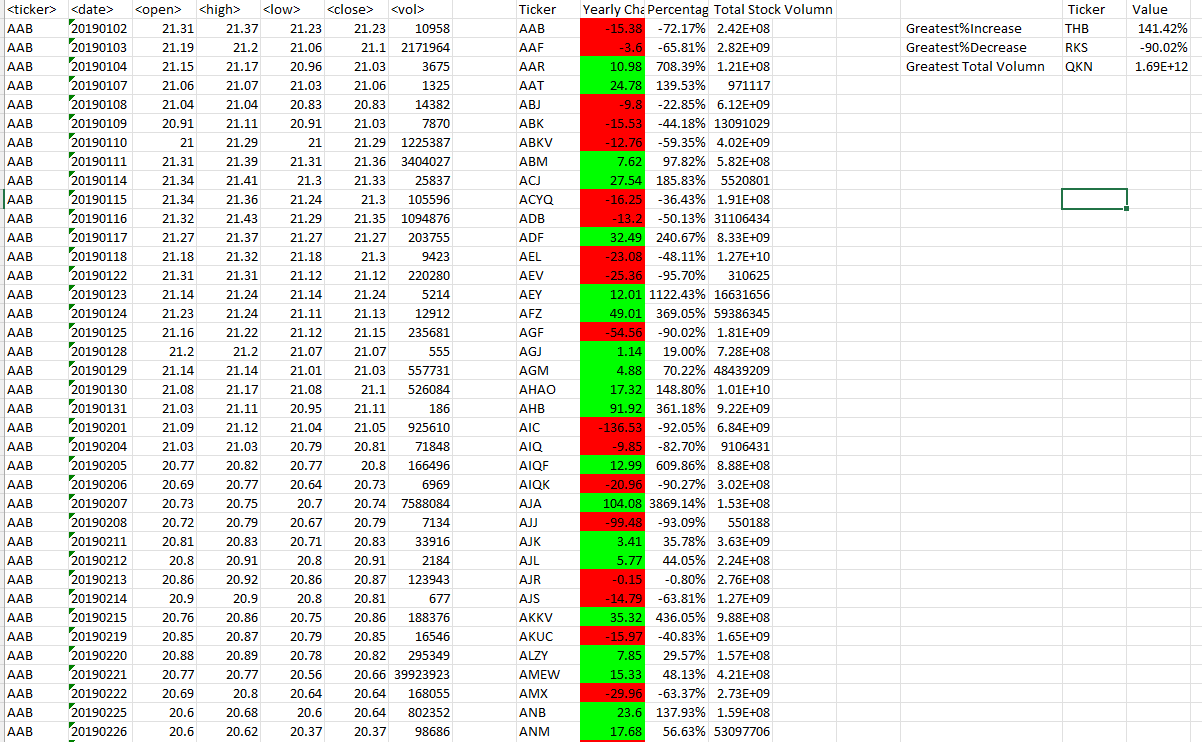 <ticker> <date> <open> <high> <low> <close> <vol> Ticker Yearly Cha Percentag Total Stock Volumn Ticker Value
AAB 20190102 21.31 21.37 21.23 21.23 10958 AAB -15.38 -72.17% 2.42E+08 Greatest%Increase THB 141.42%
AAB 20190103 21.19 21.2 21.06 21.1 2171964 AAF -3.6 -65.81% 2.82E+09 Greatest%Decrease RKS -90.02%
AAB 20190104 21.15 21.17 20.96 21.03 3675 AAR 10.98 708.39% 1.21E+08 Greatest Total Volumn QKN 1.69E+12
AAB 20190107 21.06 21.07 21.03 21.06 1325 AAT 24.78 139.53% 971117
AAB 20190108 21.04 21.04 20.83 20.83 14382 ABJ -9.8 -22.85% 6.12E+09
AAB 20190109 20.91 21.11 20.91 21.03 7870 ABK -15.53 -44.18% 13091029
AAB 20190110 21 21.29 21 21.29 1225387 ABKV -12.76 -59.35% 4.02E+09
AAB 20190111 21.31 21.39 21.31 21.36 3404027 ABM 7.62 97.82% 5.82E+08
AAB 20190114 21.34 21.41 21.3 21.33 25837 ACJ 27.54 185.83% 5520801
AAB 20190115 21.34 21.36 21.24 21.3 105596 ACYQ -16.25 -36.43% 1.91E+08
AAB 20190116 21.32 21.43 21.29 21.35 1094876 ADB -13.2 -50.13% 31106434
AAB 20190117 21.27 21.37 21.27 21.27 203755 ADF 32.49 240.67% 8.33E+09
AAB 20190118 21.18 21.32 21.18 21.3 9423 AEL -23.08 -48.11% 1.27E+10
AAB 20190122 21.31 21.31 21.12 21.12 220280 AEV -25.36 -95.70% 310625
AAB 20190123 21.14 21.24 21.14 21.24 5214 AEY 12.01 1122.43% 16631656
AAB 20190124 21.23 21.24 21.11 21.13 12912 AFZ 49.01 369.05% 59386345
AAB 20190125 21.16 21.22 21.12 21.15 235681 AGF -54.56 -90.02% 1.81E+09
AAB 20190128 21.2 21.2 21.07 21.07 555 AGJ 1.14 19.00% 7.28E+08
AAB 20190129 21.14 21.14 21.01 21.03 557731 AGM 4.88 70.22% 48439209
AAB 20190130 21.08 21.17 21.08 21.1 526084 AHAO 17.32 148.80% 1.01E+10
AAB 20190131 21.03 21.11 20.95 21.11 186 AHB 91.92 361.18% 9.22E+09
AAB 20190201 21.09 21.12 21.04 21.05 925610 AIC -136.53 -92.05% 6.84E+09
AAB 20190204 21.03 21.03 20.79 20.81 71848 AIQ -9.85 -82.70% 9106431
AAB 20190205 20.77 20.82 20.77 20.8 166496 AIQF 12.99 609.86% 8.88E+08
AAB 20190206 20.69 20.77 20.64 20.73 6969 AIQK -20.96 -90.27% 3.02E+08
AAB 20190207 20.73 20.75 20.7 20.74 7588084 AJA 104.08 3869.14% 1.53E+08
AAB 20190208 20.72 20.79 20.67 20.79 7134 AJJ -99.48 -93.09% 550188
AAB 20190211 20.81 20.83 20.71 20.83 33916 AJK 3.41 35.78% 3.63E+09
AAB 20190212 20.8 20.91 20.8 20.91 2184 AJL 5.77 44.05% 2.24E+08
AAB 20190213 20.86 20.92 20.86 20.87 123943 AJR -0.15 -0.80% 2.76E+08
AAB 20190214 20.9 20.9 20.8 20.81 677 AJS -14.79 -63.81% 1.27E+09
AAB 20190215 20.76 20.86 20.75 20.86 188376 AKKV 35.32 436.05% 9.88E+08
AAB 20190219 20.85 20.87 20.79 20.85 16546 AKUC -15.97 -40.83% 1.65E+09
AAB 20190220 20.88 20.89 20.78 20.82 295349 ALZY 7.85 29.57% 1.57E+08
AAB 20190221 20.77 20.77 20.56 20.66 39923923 AMEW 15.33 48.13% 4.21E+08
AAB 20190222 20.69 20.8 20.64 20.64 168055 AMX -29.96 -63.37% 2.73E+09
AAB 20190225 20.6 20.68 20.6 20.64 802352 ANB 23.6 137.93% 1.59E+08
AAB 20190226 20.6 20.62 20.37 20.37 98686 ANM 17.68 56.63% 53097706